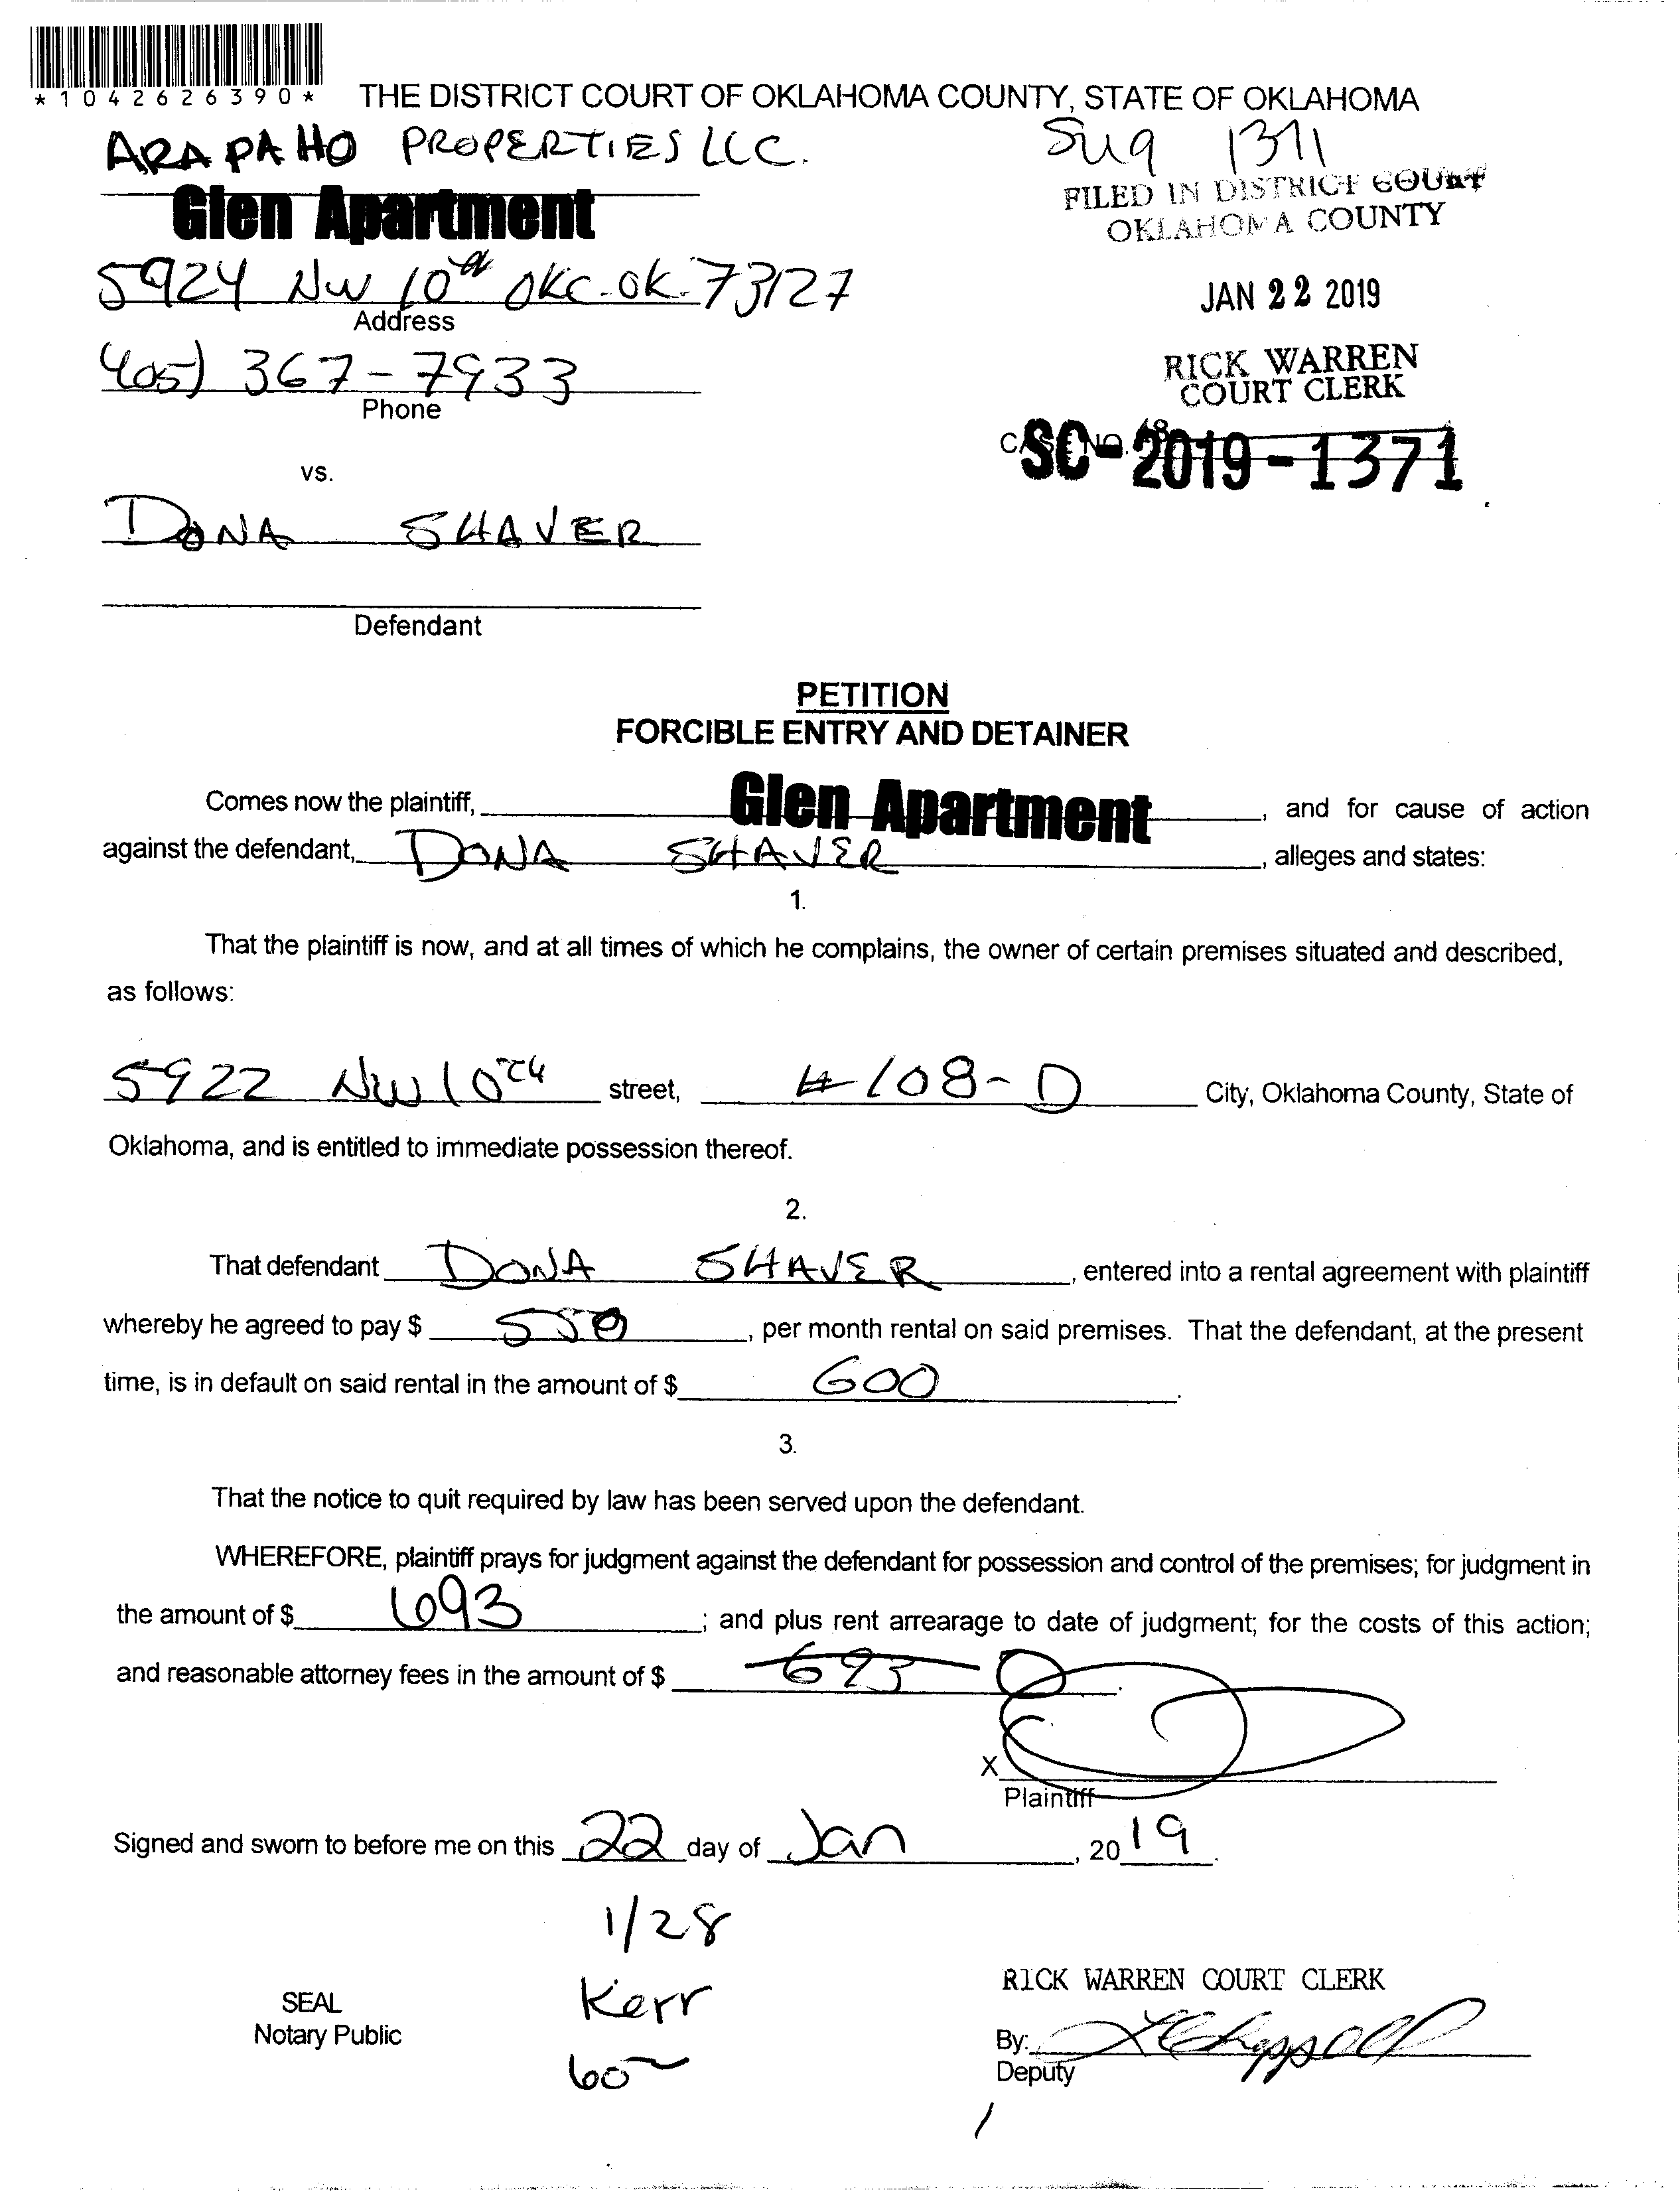 *1042626390*
THE DISTRICT COURT OF OKLAHOMA COUNTY, STATE OF OKLAHOMA
ARAPAHO PROPERTIES LLC.
1371
FILED IN DISTRICT COURT
OKLAHOMA COUNTY
Glen Apartment
5924 NW 10th OKC. OK. 73127
Address
JAN 22 2019
405) 367-7933
Phone
RICK WARREN
COURT CLERK
CASE NO.
SC-2019-1371
vs.
DONA SHAVER
Defendant
PETITION
FORCIBLE ENTRY AND DETAINER
Comes now the plaintiff, Glen Apartment, and for cause of action
against the defendant, DONA SHAVER, alleges and states:
1.
That the plaintiff is now, and at all times of which he complains, the owner of certain premises situated and described,
as follows:
5922 NW 10th street, #108-D City, Oklahoma County, State of
Oklahoma, and is entitled to immediate possession thereof.
2.
That defendant DONA SHAVER, entered into a rental agreement with plaintiff
whereby he agreed to pay $ 550, per month rental on said premises. That the defendant, at the present
time, is in default on said rental in the amount of $ 600.
3.
That the notice to quit required by law has been served upon the defendant.
WHEREFORE, plaintiff prays for judgment against the defendant for possession and control of the premises; for judgment in
the amount of $ 693; and plus rent arrearage to date of judgment; for the costs of this action;
and reasonable attorney fees in the amount of $ 693 0.
X
Plaintiff
Signed and sworn to before me on this 22 day of Jan, 2019.
1/28
Kerr
SEAL
Notary Public
RICK WARREN COURT CLERK
By:
Deputy